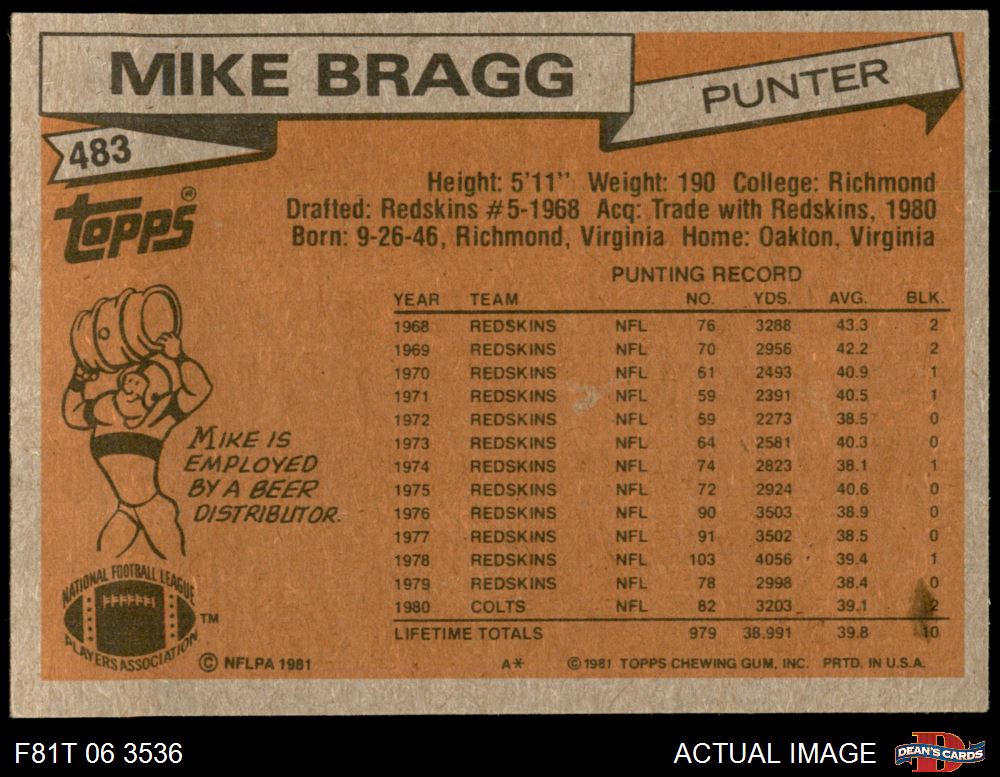 MIKE BRAGG
PUNTER
483
TOPPS®
Height: 5'11" Weight: 190 College: Richmond
Drafted: Redskins #5-1968 Acq: Trade with Redskins, 1980
Born: 9-26-46, Richmond, Virginia Home: Oakton, Virginia
PUNTING RECORD
YEAR TEAM NO. YDS. AVG. BLK.
1968 REDSKINS NFL 76 3288 43.3 2
1969 REDSKINS NFL 70 2956 42.2 2
1970 REDSKINS NFL 61 2493 40.9 1
1971 REDSKINS NFL 59 2391 40.5 1
1972 REDSKINS NFL 59 2273 38.5 0
1973 REDSKINS NFL 64 2581 40.3 0
1974 REDSKINS NFL 74 2823 38.1 1
1975 REDSKINS NFL 72 2924 40.6 0
1976 REDSKINS NFL 90 3503 38.9 0
1977 REDSKINS NFL 91 3502 38.5 0
1978 REDSKINS NFL 103 4056 39.4 1
1979 REDSKINS NFL 78 2998 38.4 0
1980 COLTS NFL 82 3203 39.1 2
LIFETIME TOTALS 979 38,991 39.8 10
MIKE IS
EMPLOYED
BY A BEER
DISTRIBUTOR.
NATIONAL FOOTBALL LEAGUE
PLAYERS ASSOCIATION
TM
© NFLPA 1981
A* © 1981 TOPPS CHEWING GUM, INC. PRTD. IN U.S.A.
F81T 06 3536
ACTUAL IMAGE
D
DEAN'S CARDS